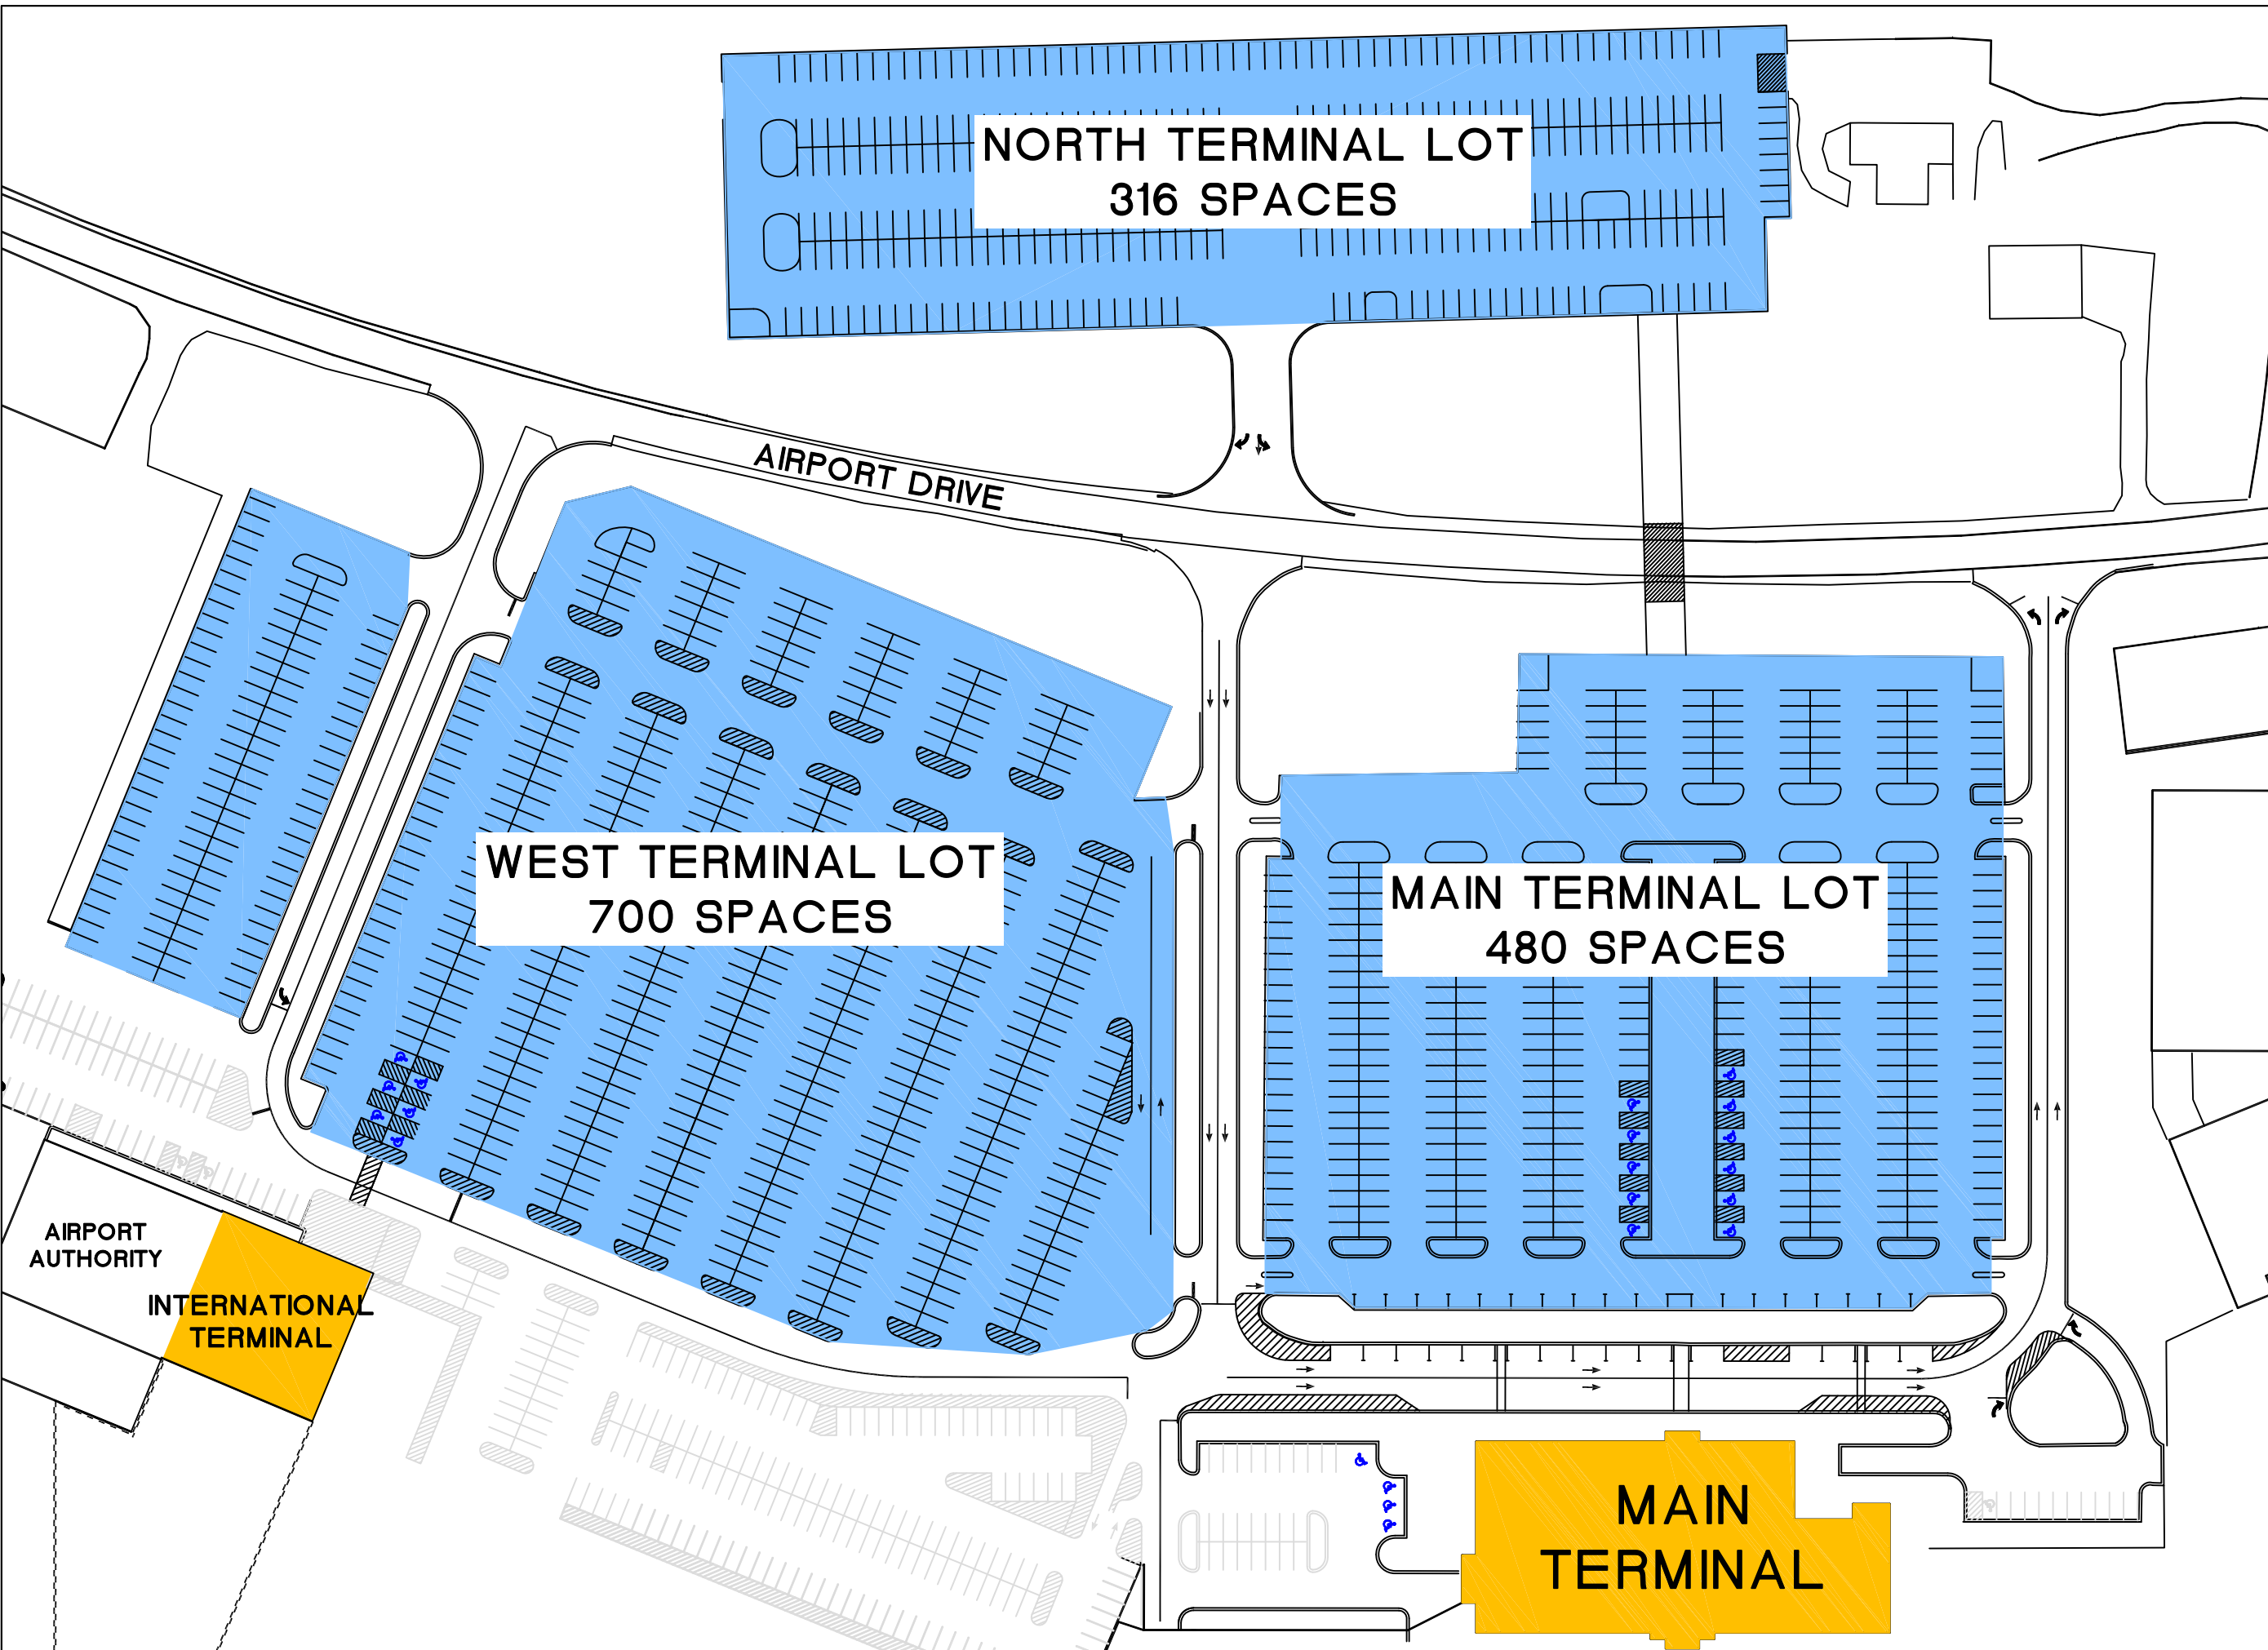 NORTH TERMINAL LOT
316 SPACES
AIRPORT DRIVE
WEST TERMINAL LOT
700 SPACES
MAIN TERMINAL LOT
480 SPACES
AIRPORT
AUTHORITY
INTERNATIONAL
TERMINAL
MAIN
TERMINAL